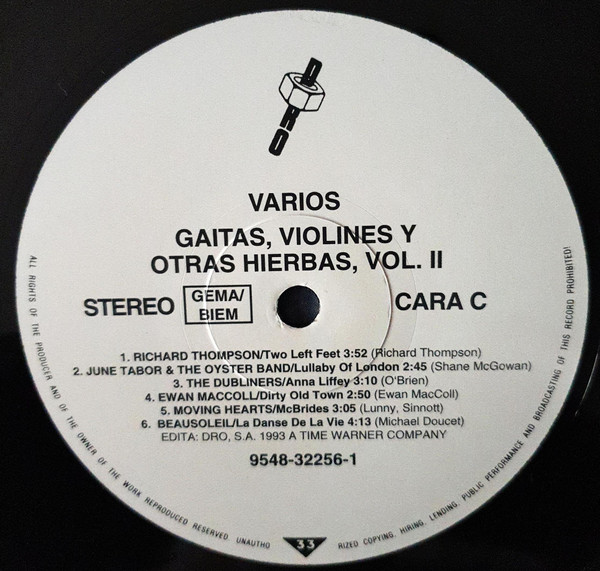 DRO
VARIOS
GAITAS, VIOLINES Y
OTRAS HIERBAS, VOL. II
STEREO GEMA/ BIEM CARA C
1. RICHARD THOMPSON/Two Left Feet 3:52 (Richard Thompson)
2. JUNE TABOR & THE OYSTER BAND/Lullaby Of London 2:45 (Shane McGowan)
3. THE DUBLINERS/Anna Liffey 3:10 (O'Brien)
4. EWAN MACCOLL/Dirty Old Town 2:50 (Ewan MacColl)
5. MOVING HEARTS/McBrides 3:05 (Lunny, Sinnott)
6. BEAUSOLEIL/La Danse De La Vie 4:13 (Michael Doucet)
EDITA: DRO, S.A. 1993 A TIME WARNER COMPANY
9548-32256-1
ALL RIGHTS OF THE PRODUCER AND OF THE OWNER OF THE WORK REPRODUCED RESERVED. UNAUTHO
33
RIZED COPYING, HIRING, LENDING, PUBLIC PERFORMANCE AND BROADCASTING OF THIS RECORD PROHIBITED!